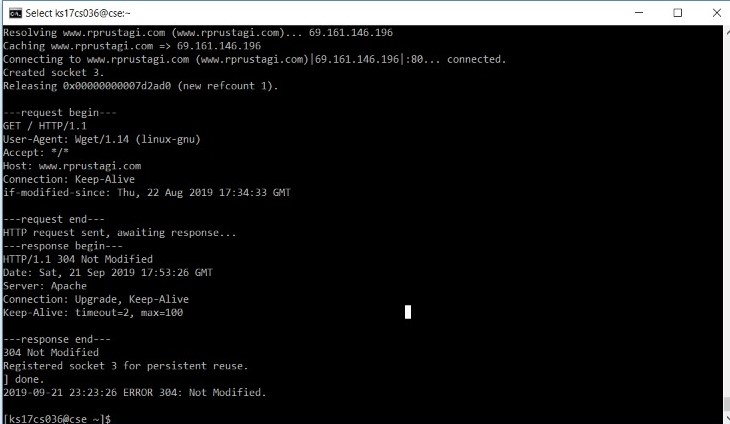 Select ks17cs036@cse:~
Resolving www.rprustagi.com (www.rprustagi.com)... 69.161.146.196
Caching www.rprustagi.com => 69.161.146.196
Connecting to www.rprustagi.com (www.rprustagi.com)|69.161.146.196|:80... connected.
Created socket 3.
Releasing 0x00000000007d2ad0 (new refcount 1).
---request begin---
GET / HTTP/1.1
User-Agent: Wget/1.14 (linux-gnu)
Accept: */*
Host: www.rprustagi.com
Connection: Keep-Alive
if-modified-since: Thu, 22 Aug 2019 17:34:33 GMT
---request end---
HTTP request sent, awaiting response...
---response begin---
HTTP/1.1 304 Not Modified
Date: Sat, 21 Sep 2019 17:53:26 GMT
Server: Apache
Connection: Upgrade, Keep-Alive
Keep-Alive: timeout=2, max=100
---response end---
304 Not Modified
Registered socket 3 for persistent reuse.
] done.
2019-09-21 23:23:26 ERROR 304: Not Modified.
[ks17cs036@cse ~]$